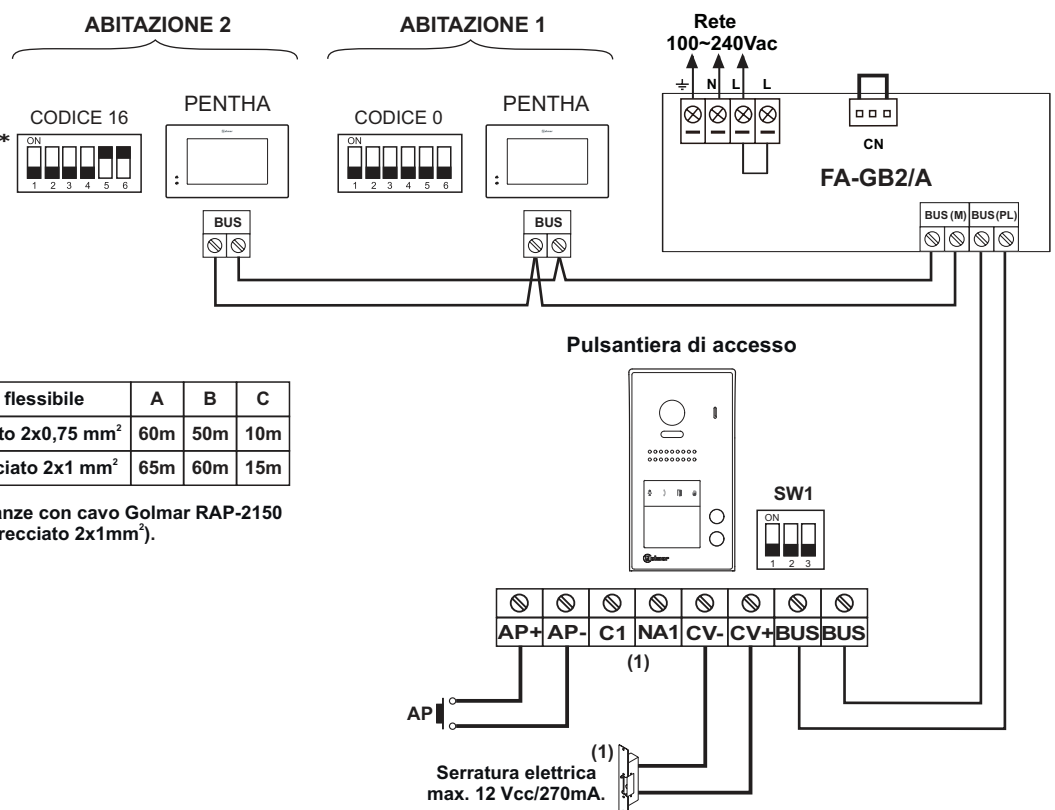 ABITAZIONE 2
ABITAZIONE 1
Rete
100~240Vac
N L L
CODICE 16
PENTHA
CODICE 0
PENTHA
*
ON
1 2 3 4 5 6
ON
1 2 3 4 5 6
CN
FA-GB2/A
BUS
BUS
BUS (M) BUS (PL)
Pulsantiera di accesso
flessibile A B C
to 2x0,75 mm² 60m 50m 10m
ciato 2x1 mm² 65m 60m 15m
anze con cavo Golmar RAP-2150
recciato 2x1mm²).
SW1
ON
1 2 3
Golmar
AP+ AP- C1 NA1 CV- CV+ BUS BUS
(1)
AP
(1)
Serratura elettrica
max. 12 Vcc/270mA.